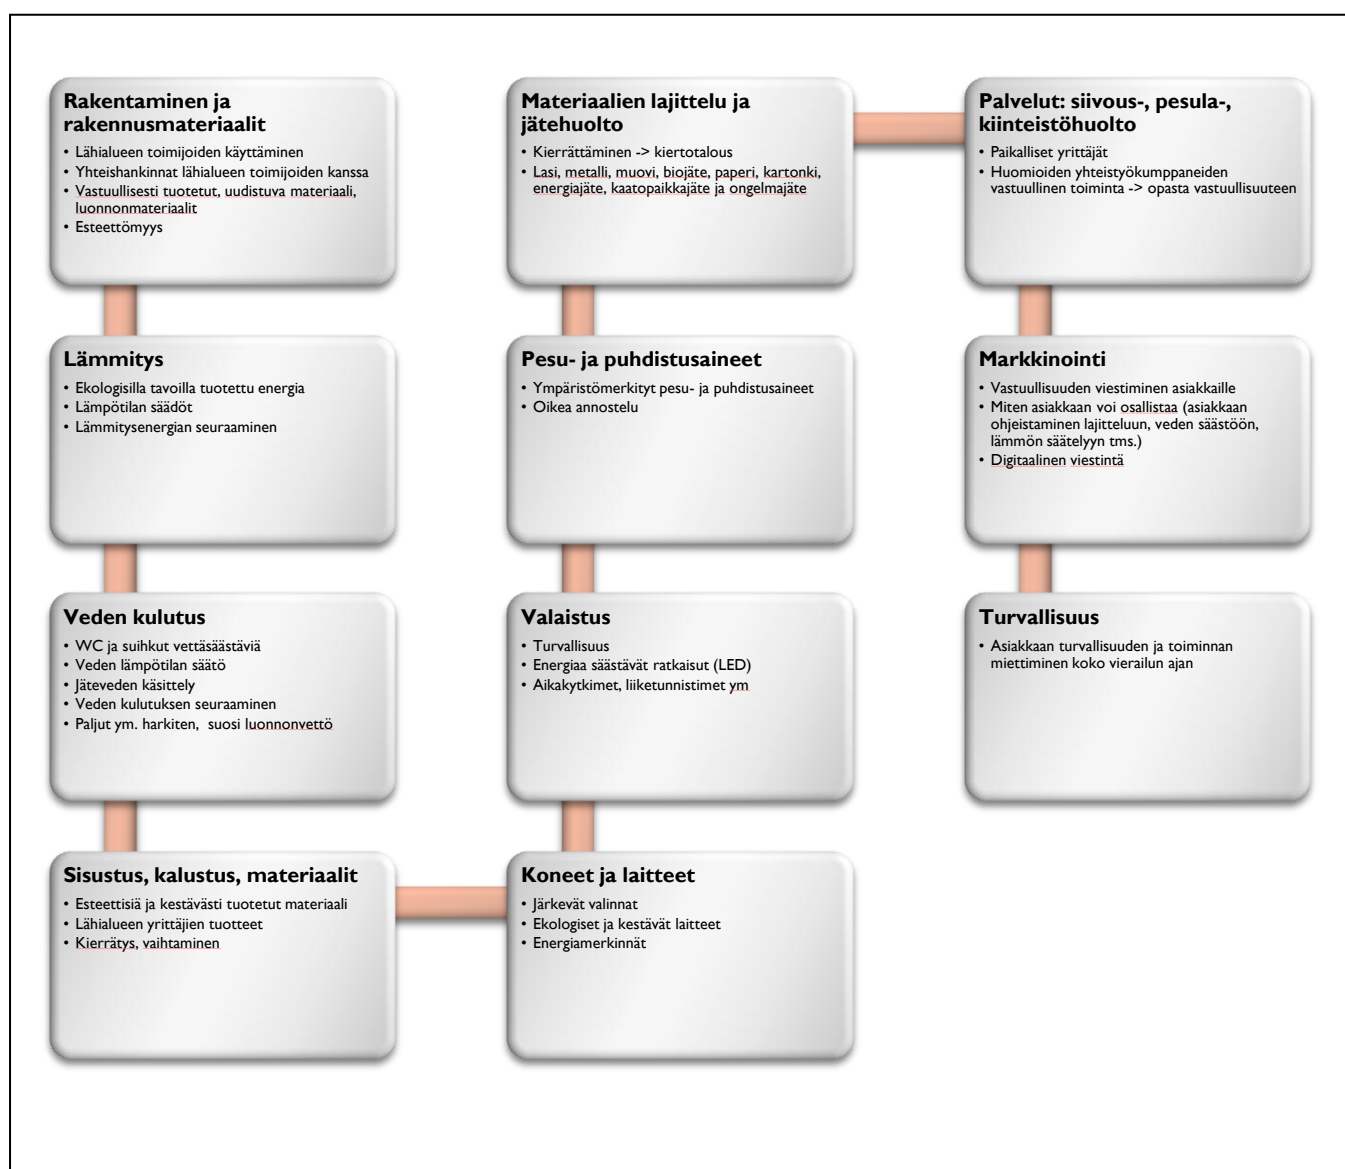 Rakentaminen ja
rakennusmateriaalit
• Lähialueen toimijoiden käyttäminen
• Yhteishankinnat lähialueen toimijoiden kanssa
• Vastuullisesti tuotetut, uudistuva materiaali,
luonnonmateriaalit
• Esteettömyys
Lämmitys
• Ekologisilla tavoilla tuotettu energia
• Lämpötilan säädöt
• Lämmitysenergian seuraaminen
Veden kulutus
• WC ja suihkut vettäsäästäviä
• Veden lämpötilan säätö
• Jäteveden käsittely
• Veden kulutuksen seuraaminen
• Paljut ym. harkiten, suosi luonnonvettö
Sisustus, kalustus, materiaalit
• Esteettisiä ja kestävästi tuotetut materiaali
• Lähialueen yrittäjien tuotteet
• Kierrätys, vaihtaminen
Koneet ja laitteet
• Järkevät valinnat
• Ekologiset ja kestävät laitteet
• Energiamerkinnät
Valaistus
• Turvallisuus
• Energiaa säästävät ratkaisut (LED)
• Aikakytkimet, liiketunnistimet ym
Pesu- ja puhdistusaineet
• Ympäristömerkityt pesu- ja puhdistusaineet
• Oikea annostelu
Materiaalien lajittelu ja
jätehuolto
• Kierrättäminen -> kiertotalous
• Lasi, metalli, muovi, biojäte, paperi, kartonki,
energiajäte, kaatopaikkajäte ja ongelmajäte
Palvelut: siivous-, pesula-,
kiinteistöhuolto
• Paikalliset yrittäjät
• Huomioiden yhteistyökumppaneiden
vastuullinen toiminta -> opasta vastuullisuuteen
Markkinointi
• Vastuullisuuden viestiminen asiakkaille
• Miten asiakkaan voi osallistaa (asiakkaan
ohjeistaminen lajitteluun, veden säästöön,
lämmön säätelyyn tms.)
• Digitaalinen viestintä
Turvallisuus
• Asiakkaan turvallisuuden ja toiminnan
miettiminen koko vierailun ajan